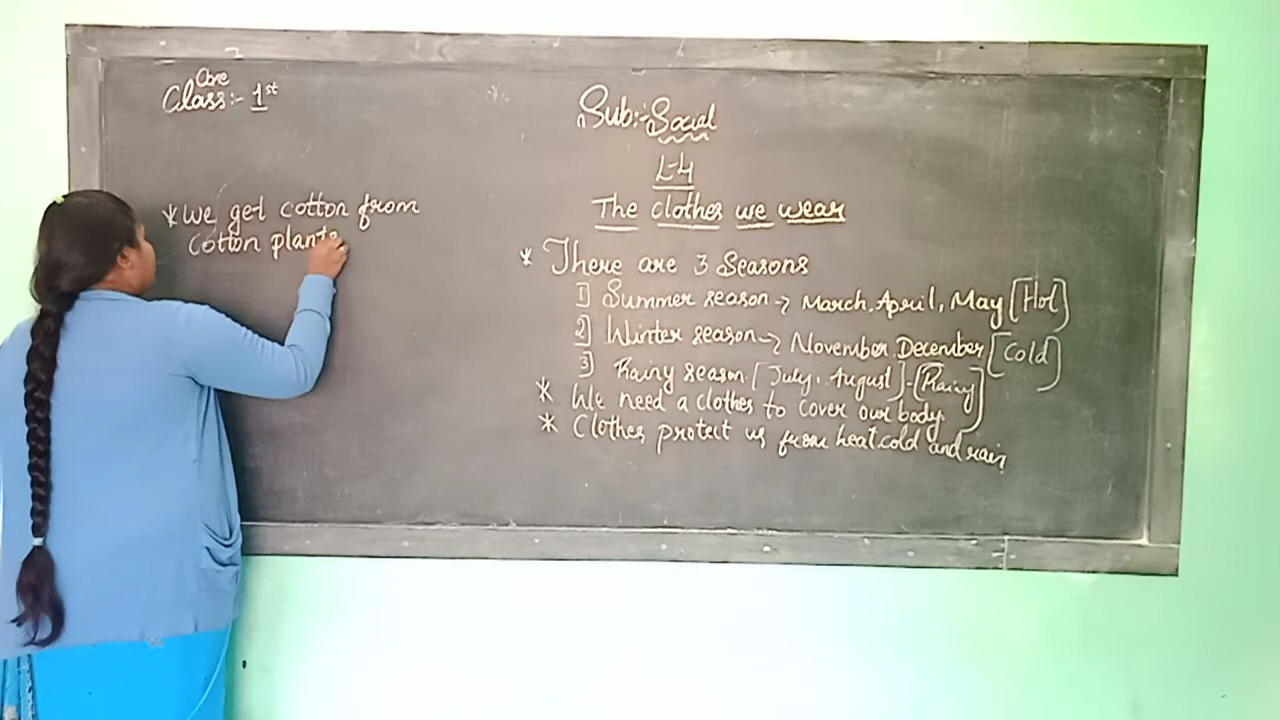 Core
Class:- 1st
Sub:- Social
L-4
The clothes we wear
* There are 3 Seasons
1] Summer season → March, April, May [Hot]
2] Winter season → November, December [Cold]
3] Rainy season. [July, August]. [Rainy]
* We need a clothes to cover our body.
* Clothes protect us from heat cold and rain
* We get cotton from
cotton plants